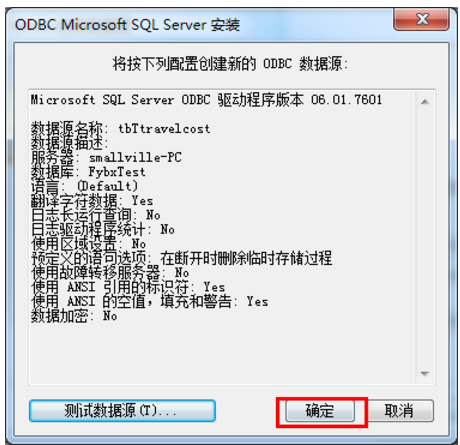 ODBC Microsoft SQL Server 安装
将按下列配置创建新的 ODBC 数据源:
Microsoft SQL Server ODBC 驱动程序版本 06.01.7601
数据源名称: tbTtravelcost
数据源描述:
服务器: smallville-PC
数据库: FybxTest
语言: (Default)
翻译字符数据: Yes
日志长运行查询: No
日志驱动程序统计: No
使用区域设置: No
预定义的语句选项: 在断开时删除临时存储过程
使用故障转移服务器: No
使用 ANSI 引用的标识符: Yes
使用 ANSI 的空值，填充和警告: Yes
数据加密: No
测试数据源(T)... 确定 取消